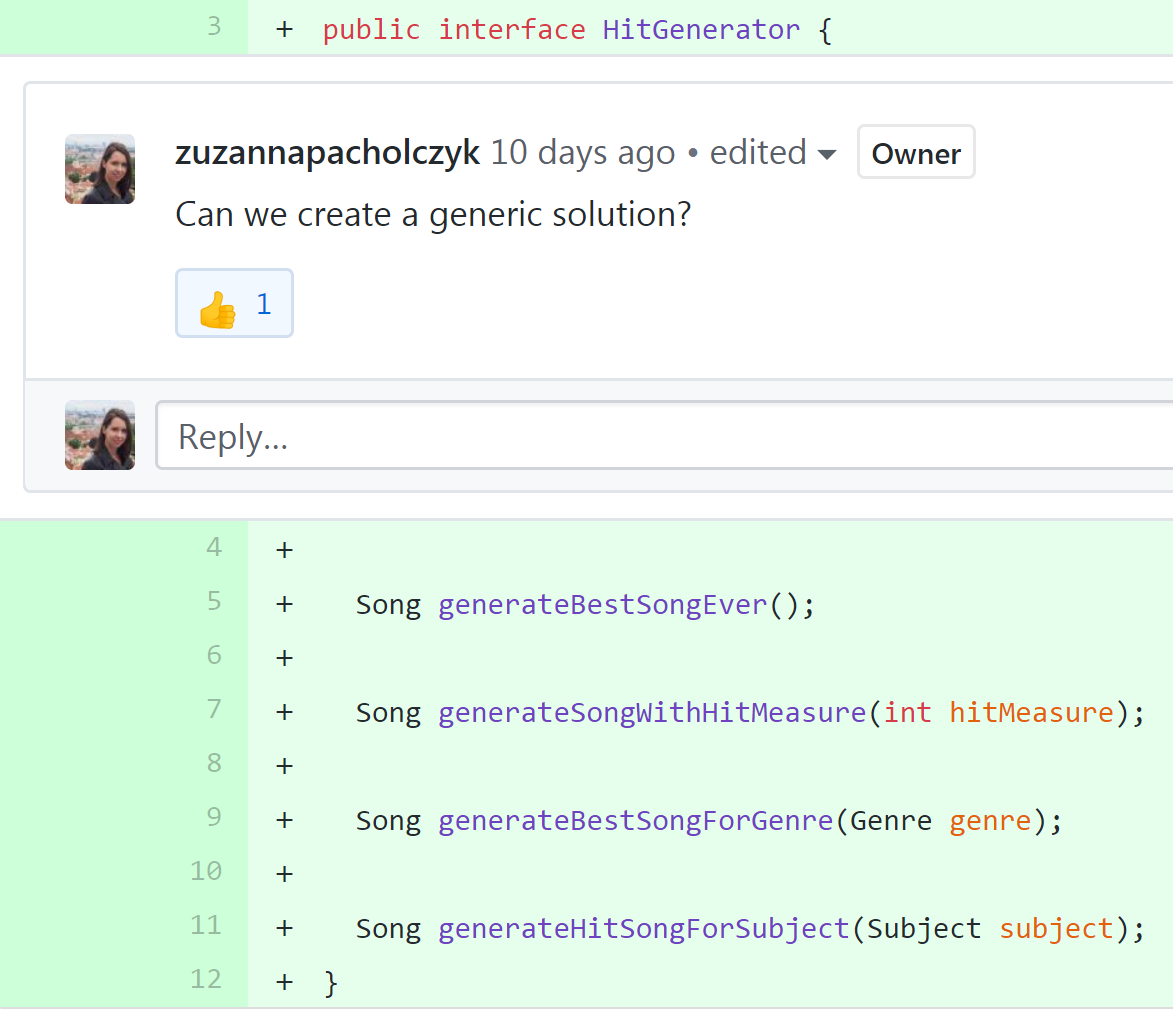 3 + public interface HitGenerator {
zuzannapacholczyk 10 days ago • edited Owner
Can we create a generic solution?
👍 1
Reply...
4 +
5 + Song generateBestSongEver();
6 +
7 + Song generateSongWithHitMeasure(int hitMeasure);
8 +
9 + Song generateBestSongForGenre(Genre genre);
10 +
11 + Song generateHitSongForSubject(Subject subject);
12 + }